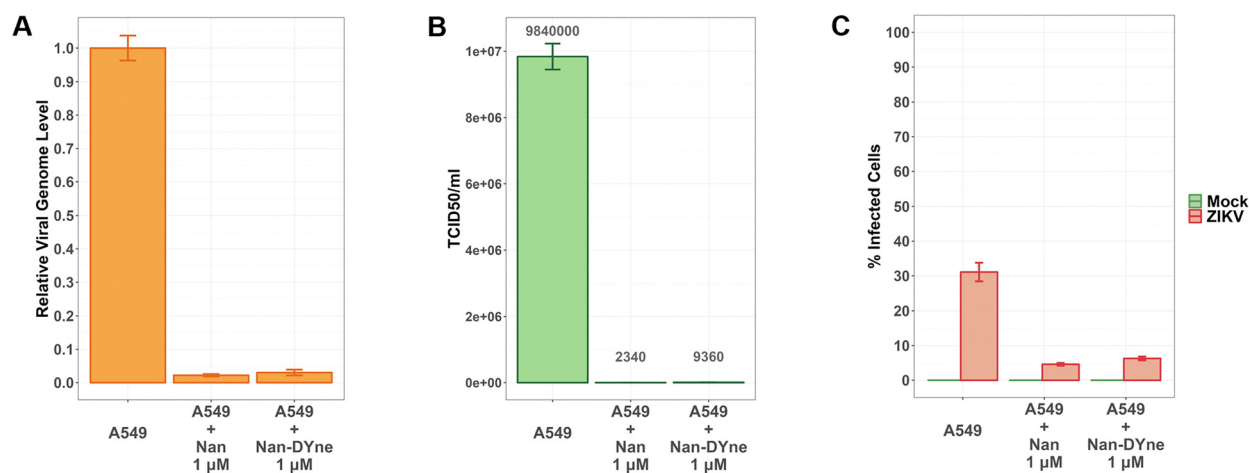 A
Relative Viral Genome Level
1.0
0.9
0.8
0.7
0.6
0.5
0.4
0.3
0.2
0.1
0.0
A549
A549
+
Nan
1 µM
A549
+
Nan-DYne
1 µM
B
TCID50/ml
1e+07
8e+06
6e+06
4e+06
2e+06
0e+00
9840000
2340
9360
A549
A549
+
Nan
1 µM
A549
+
Nan-DYne
1 µM
C
% Infected Cells
100
90
80
70
60
50
40
30
20
10
0
A549
A549
+
Nan
1 µM
A549
+
Nan-DYne
1 µM
Mock
ZIKV